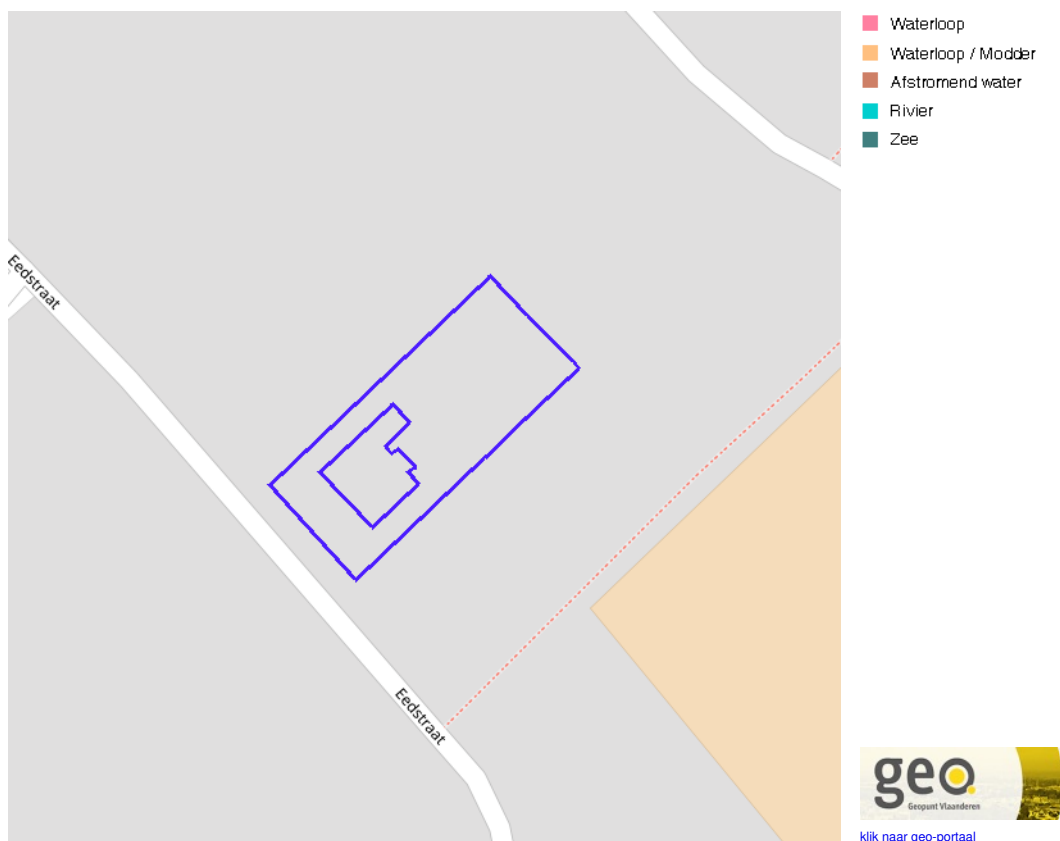 Waterloop
Waterloop / Modder
Afstromend water
Rivier
Zee
Eedstraat
Eedstraat
geo
Geopunt Vlaanderen
klik naar geo-portaal